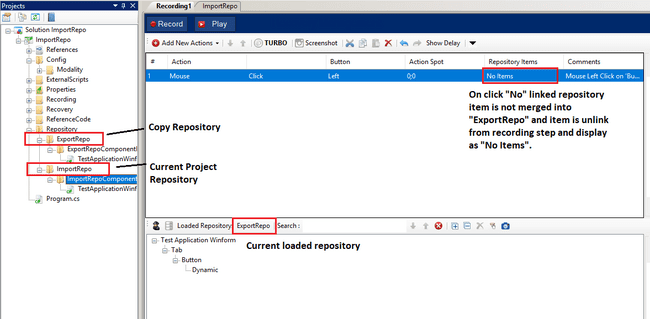 Projects
Solution ImportRepo
ImportRepo
References
Config
Modality
ExternalScripts
Properties
Recording
Recovery
ReferenceCode
Repository
ExportRepo
ExportRepoComponentI
TestApplicationWinf
ImportRepo
ImportRepoComponent
TestApplicationWinf
Program.cs
Copy Repository
Current Project
Repository
Recording1
ImportRepo
Record
Play
Add New Actions
TURBO
Screenshot
Show Delay
# Action Button Action Spot Repository Items Comments
1 Mouse Click Left 0;0 No Items Mouse Left Click on 'Bu...
On click "No" linked repository
item is not merged into
"ExportRepo" and item is unlink
from recording step and display
as "No Items".
Loaded Repository ExportRepo Search :
Current loaded repository
Test Application Winform
Tab
Button
Dynamic